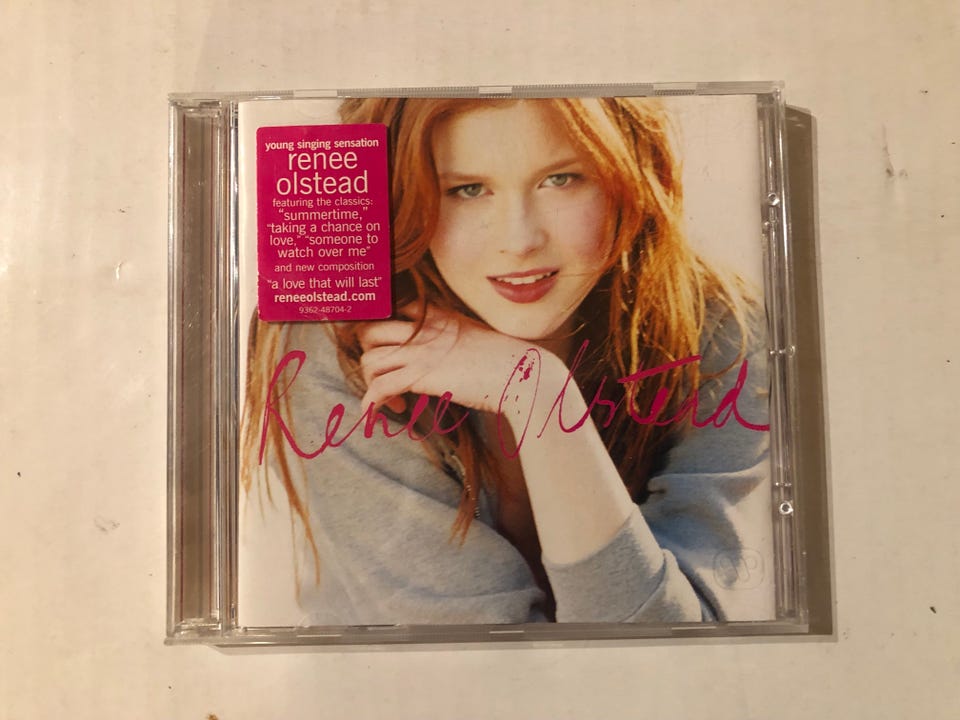 young singing sensation
renee
olstead
featuring the classics:
"summertime,"
"taking a chance on
love," "someone to
watch over me"
and new composition
"a love that will last"
reneeolstead.com
9362-48704-2
Renee Olstead